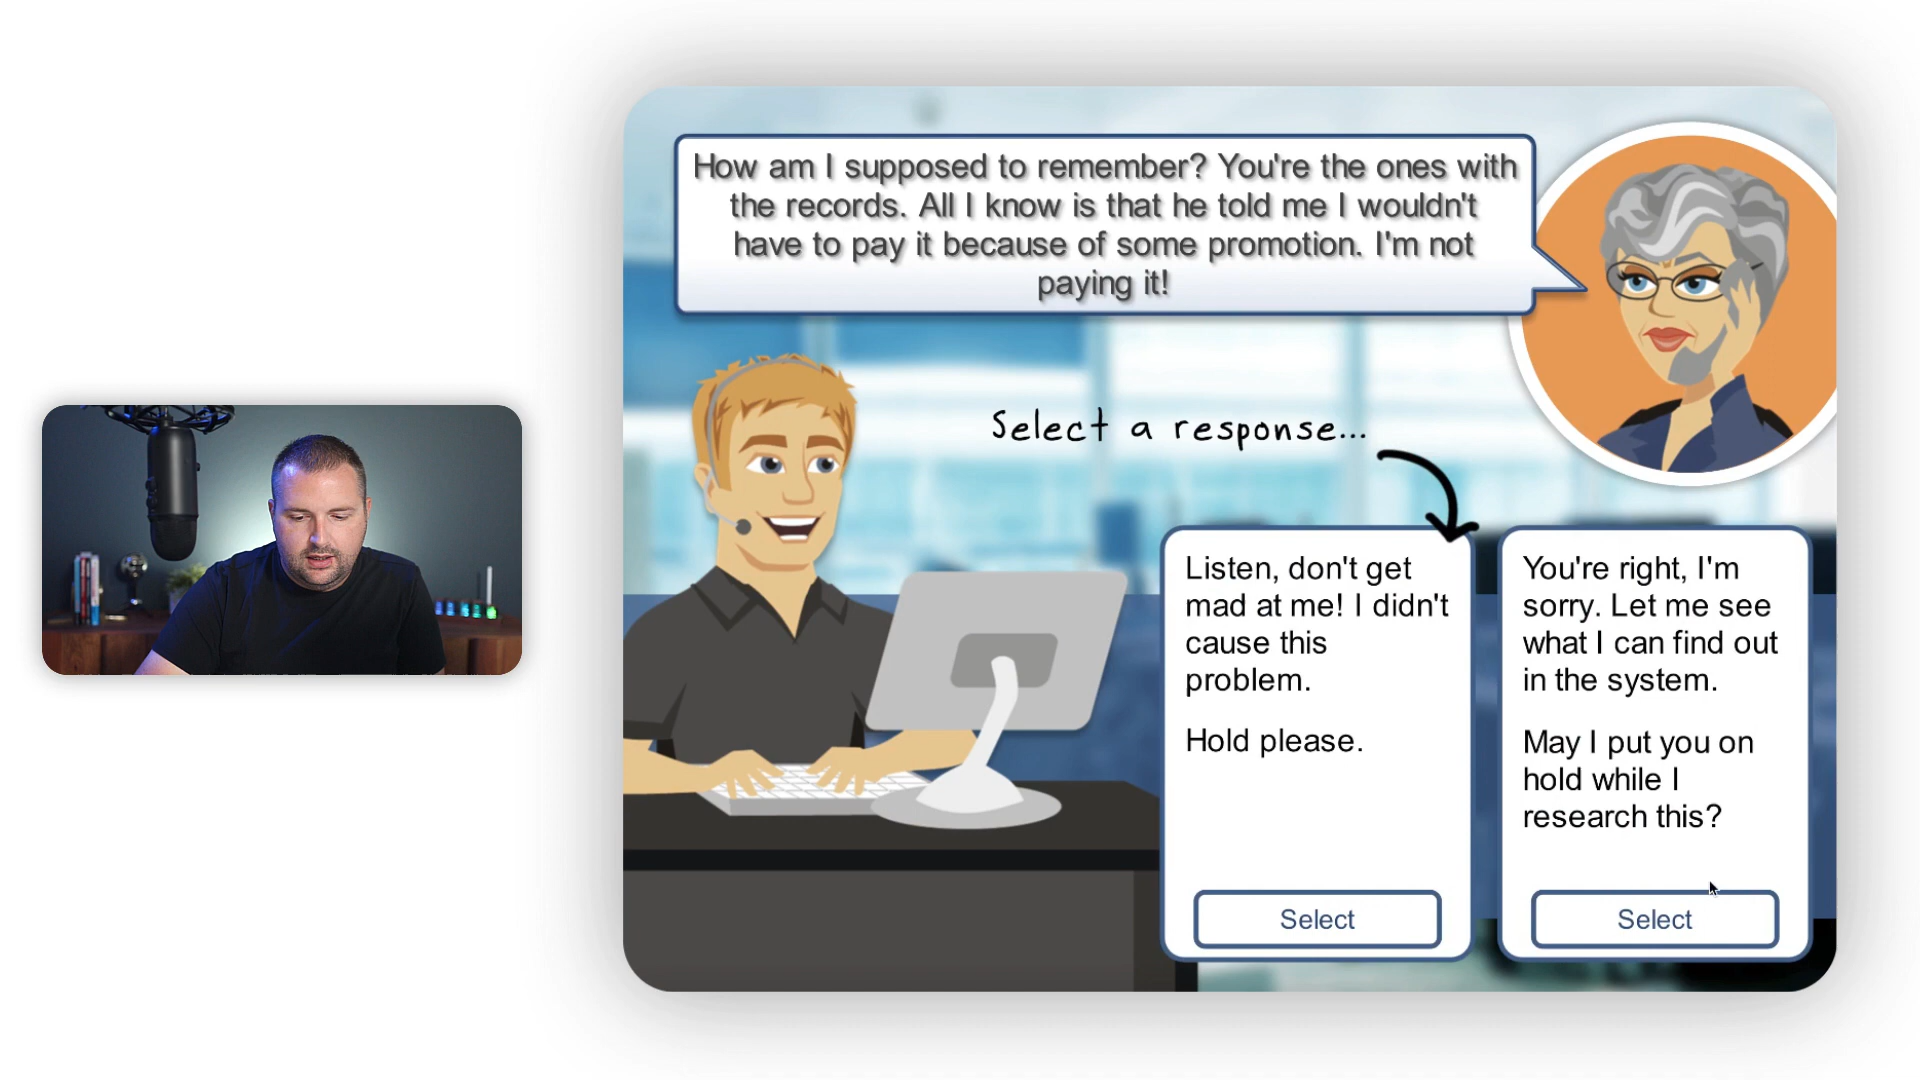 How am I supposed to remember? You're the ones with
the records. All I know is that he told me I wouldn't
have to pay it because of some promotion. I'm not
paying it!
Select a response...
Listen, don't get
mad at me! I didn't
cause this
problem.
Hold please.
Select
You're right, I'm
sorry. Let me see
what I can find out
in the system.
May I put you on
hold while I
research this?
Select